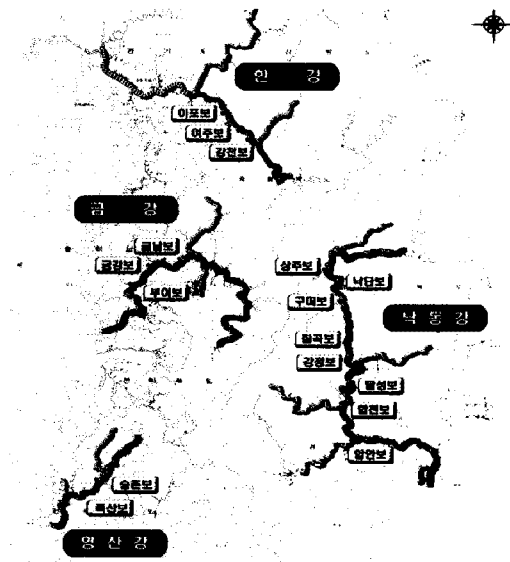 한 강
이포보
여주보
강천보
금 강
금남보
금강보
부여보
상주보
낙단보
구미보
낙 동 강
칠곡보
강정보
달성보
합천보
함안보
승촌보
죽산보
영 산 강